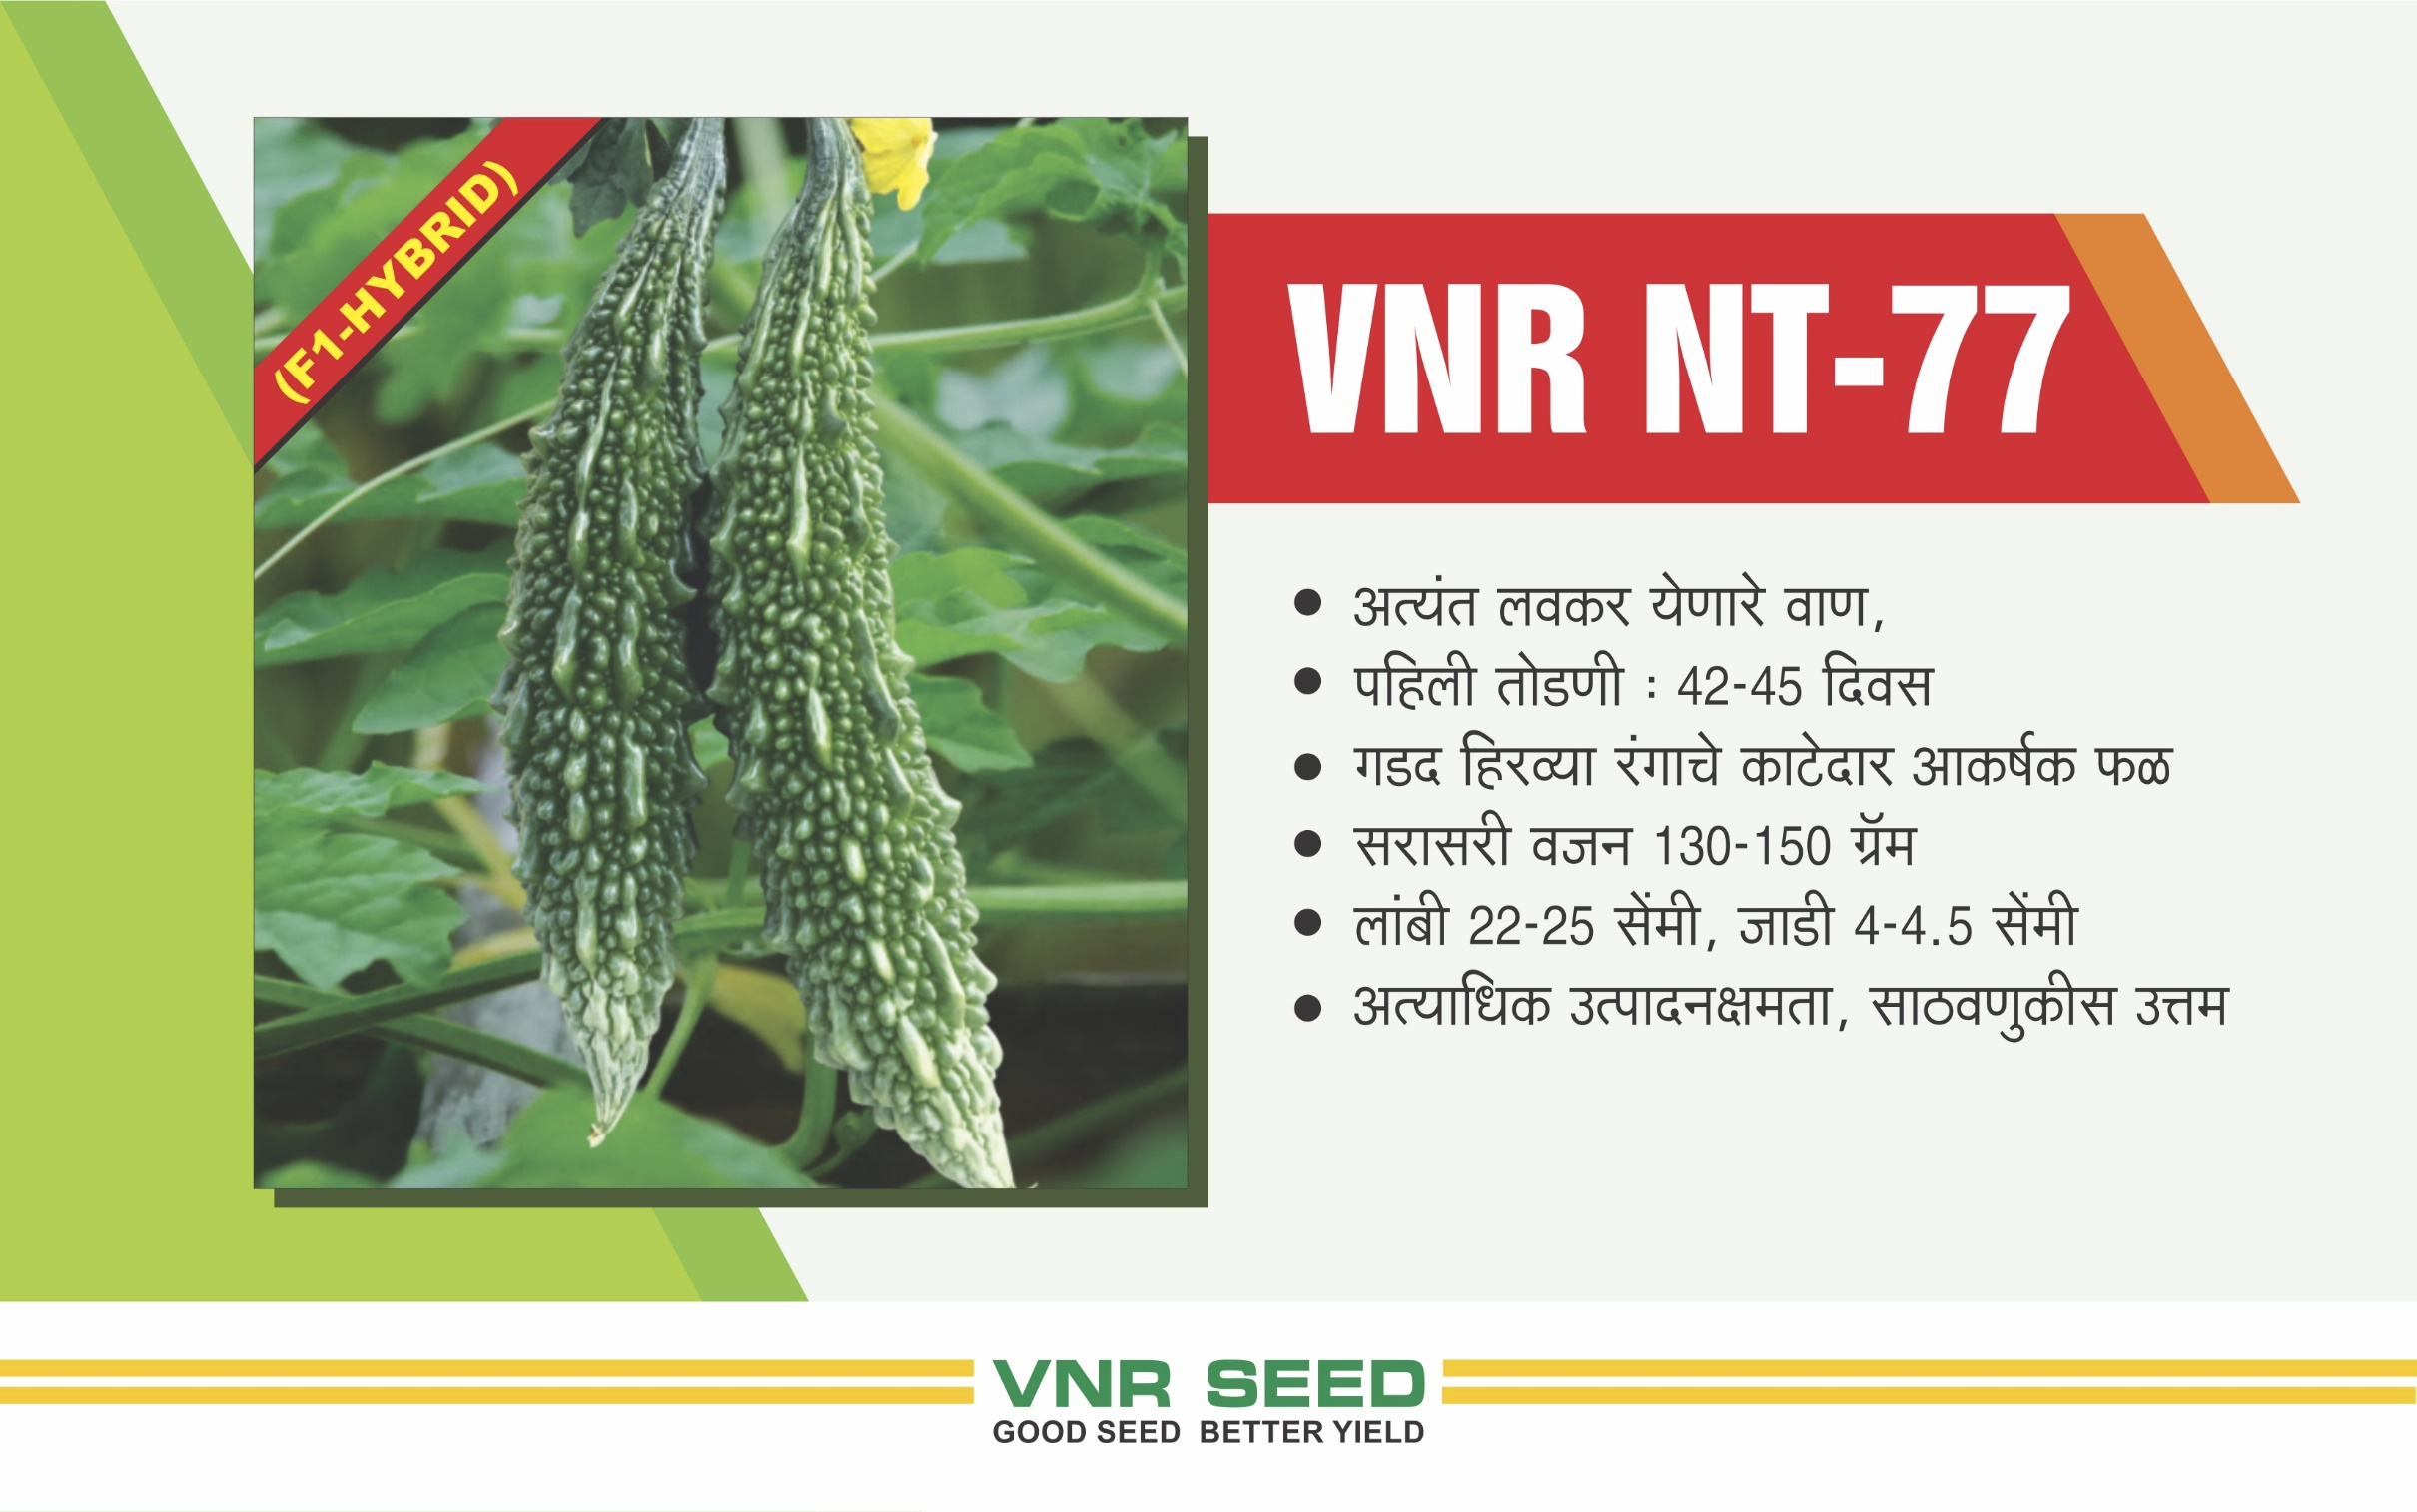 (F1-HYBRID))
VNR NT-77
● अत्यंत लवकर येणारे वाण,
● पहिली तोडणी : 42-45 दिवस
● गडद हिरव्या रंगाचे काटेदार आकर्षक फळ
● सरासरी वजन 130-150 ग्रॅम
● लांबी 22-25 सेंमी, जाडी 4-4.5 सेंमी
● अत्याधिक उत्पादनक्षमता, साठवणुकीस उत्तम
VNR SEED
GOOD SEED BETTER YIELD